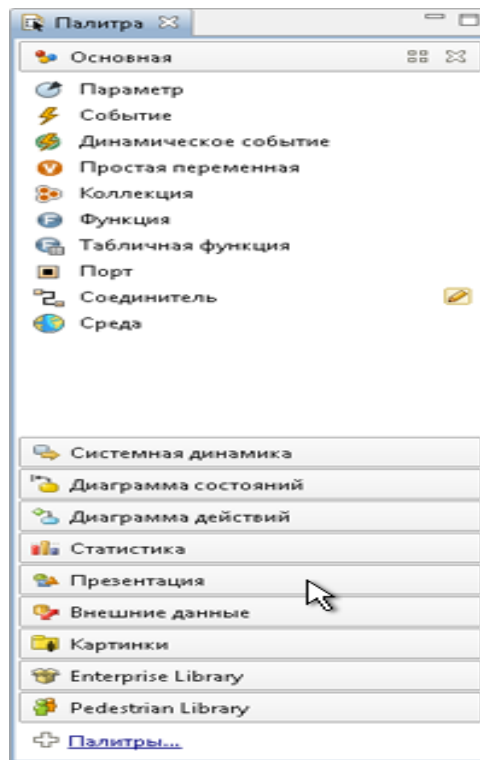 Палитра
Основная
Параметр
Событие
Динамическое событие
Простая переменная
Коллекция
Функция
Табличная функция
Порт
Соединитель
Среда
Системная динамика
Диаграмма состояний
Диаграмма действий
Статистика
Презентация
Внешние данные
Картинки
Enterprise Library
Pedestrian Library
Палитры...